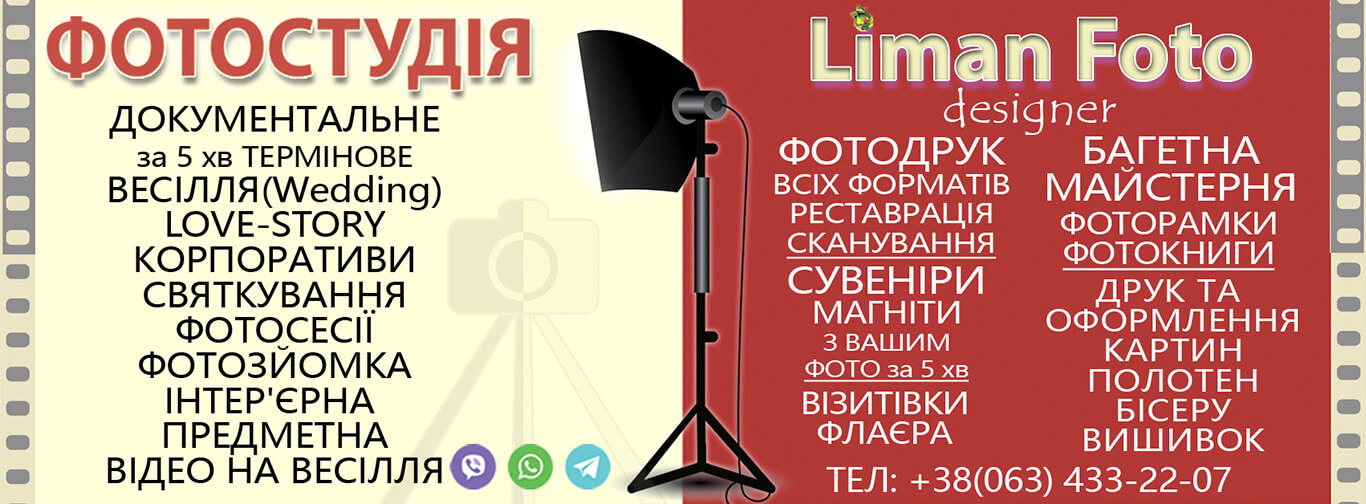 ФОТОСТУДІЯ
ДОКУМЕНТАЛЬНЕ
за 5 хв ТЕРМІНОВЕ
ВЕСІЛЛЯ(Wedding)
LOVE-STORY
КОРПОРАТИВИ
СВЯТКУВАННЯ
ФОТОСЕСІЇ
ФОТОЗЙОМКА
ІНТЕР'ЄРНА
ПРЕДМЕТНА
ВІДЕО НА ВЕСІЛЛЯ
Liman Foto
designer
ФОТОДРУК
ВСІХ ФОРМАТІВ
РЕСТАВРАЦІЯ
СКАНУВАННЯ
СУВЕНІРИ
МАГНІТИ
З ВАШИМ
ФОТО за 5 хв
ВІЗИТІВКИ
ФЛАЄРА
БАГЕТНА
МАЙСТЕРНЯ
ФОТОРАМКИ
ФОТОКНИГИ
ДРУК ТА
ОФОРМЛЕННЯ
КАРТИН
ПОЛОТЕН
БІСЕРУ
ВИШИВОК
ТЕЛ: +38(063) 433-22-07